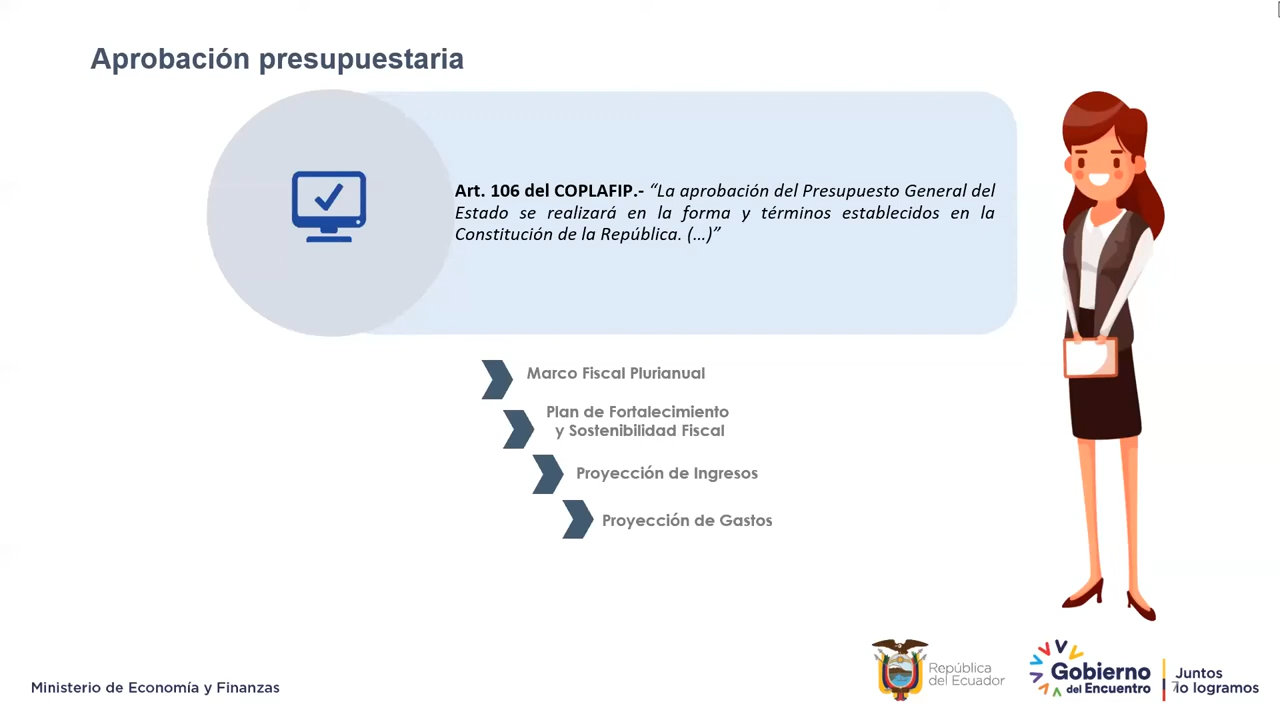 Aprobación presupuestaria
Art. 106 del COPLAFIP.- “La aprobación del Presupuesto General del
Estado se realizará en la forma y términos establecidos en la
Constitución de la República. (...)”
Marco Fiscal Plurianual
Plan de Fortalecimiento
y Sostenibilidad Fiscal
Proyección de Ingresos
Proyección de Gastos
Ministerio de Economía y Finanzas
República
del Ecuador
Gobierno
del Encuentro
Juntos
lo logramos